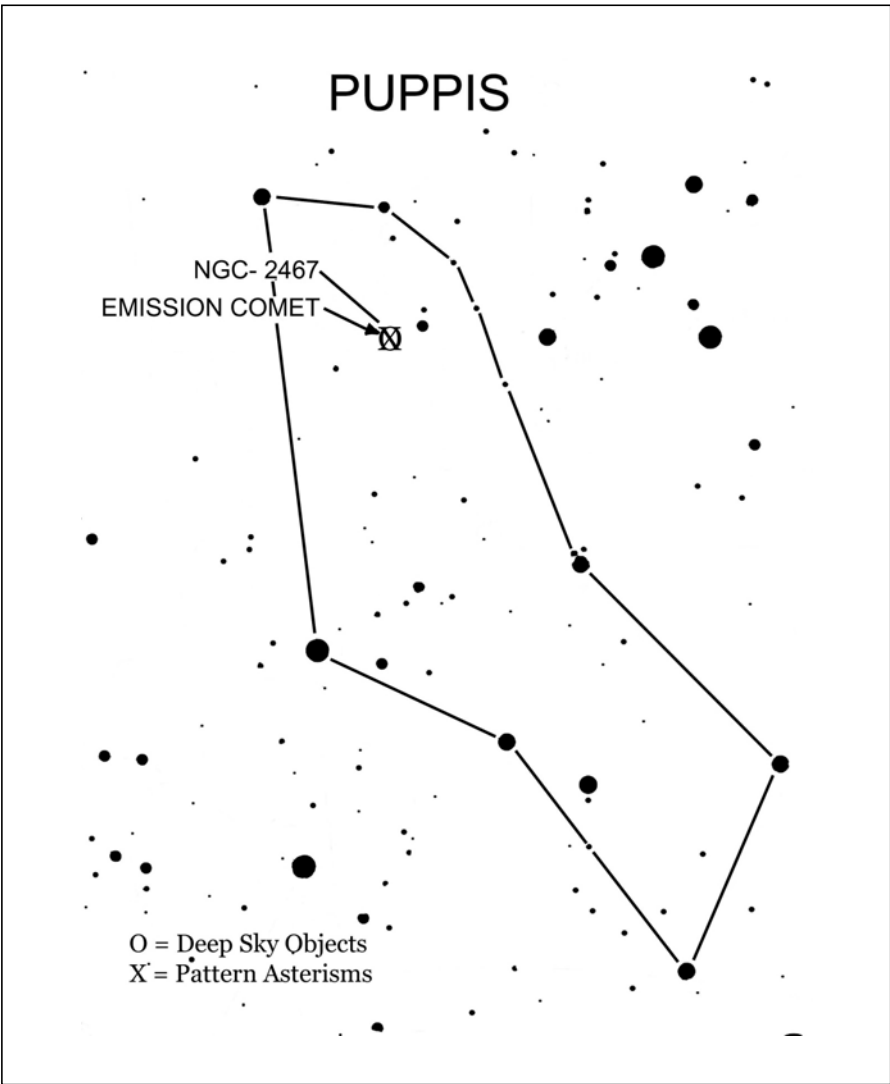 PUPPIS
NGC- 2467
EMISSION COMET
X
O = Deep Sky Objects
X = Pattern Asterisms